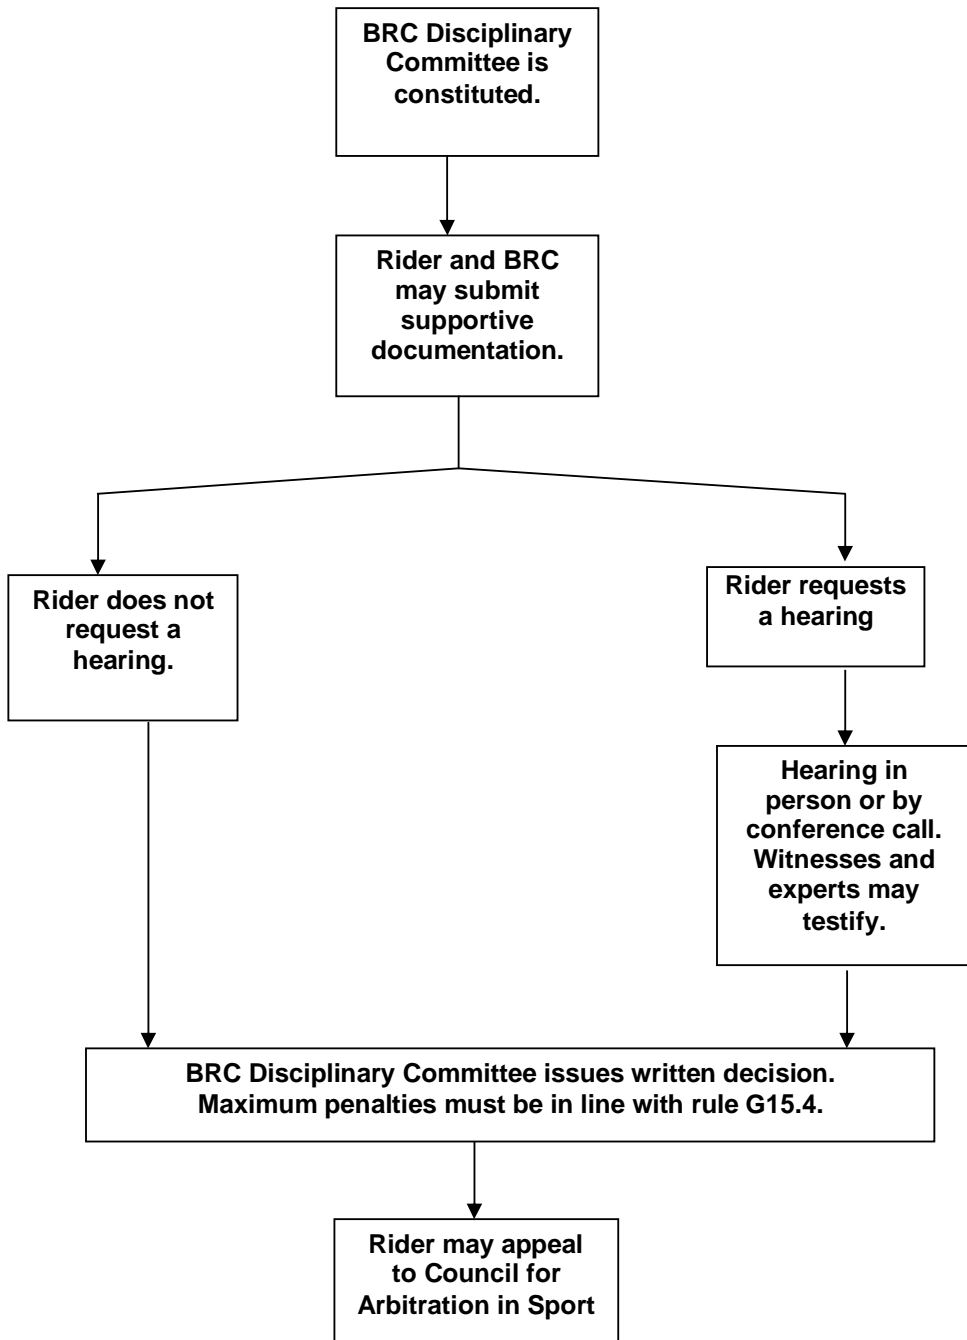 BRC Disciplinary
Committee is
constituted.
Rider and BRC
may submit
supportive
documentation.
Rider does not
request a
hearing.
Rider requests
a hearing
Hearing in
person or by
conference call.
Witnesses and
experts may
testify.
BRC Disciplinary Committee issues written decision.
Maximum penalties must be in line with rule G15.4.
Rider may appeal
to Council for
Arbitration in Sport